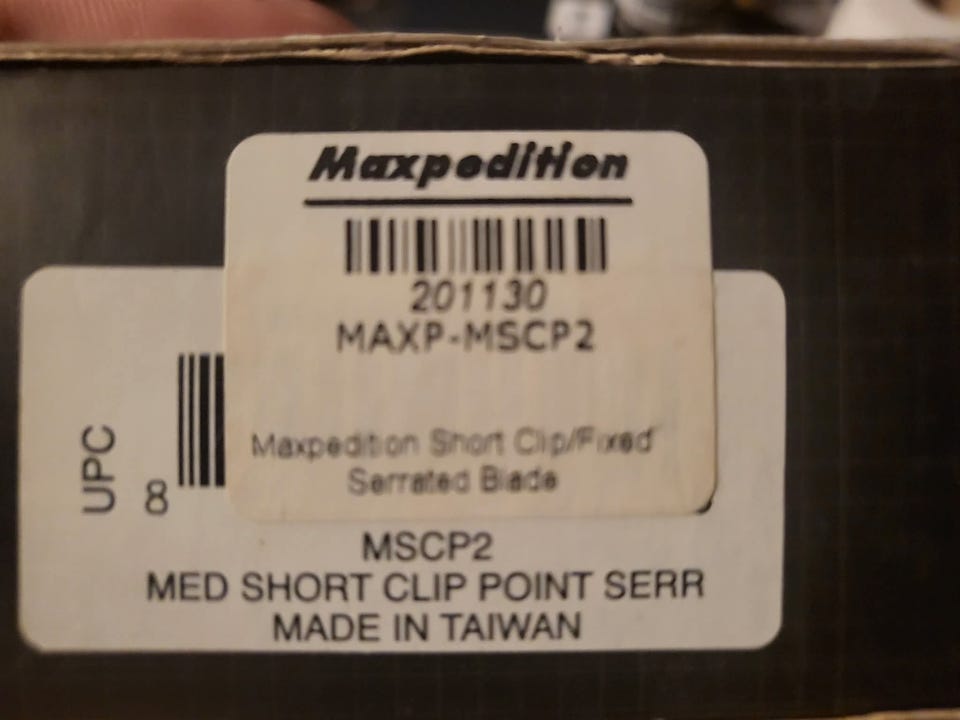 Maxpedition
201130
MAXP-MSCP2
Maxpedition Short Clip/Fixed
Serrated Blade
UPC
8
MSCP2
MED SHORT CLIP POINT SERR
MADE IN TAIWAN